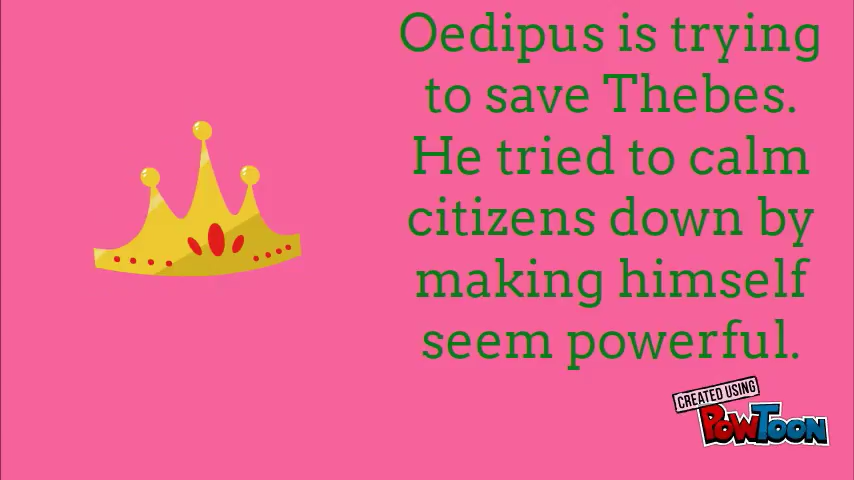 Oedipus is trying
to save Thebes.
He tried to calm
citizens down by
making himself
seem powerful.
CREATED USING
POWTOON